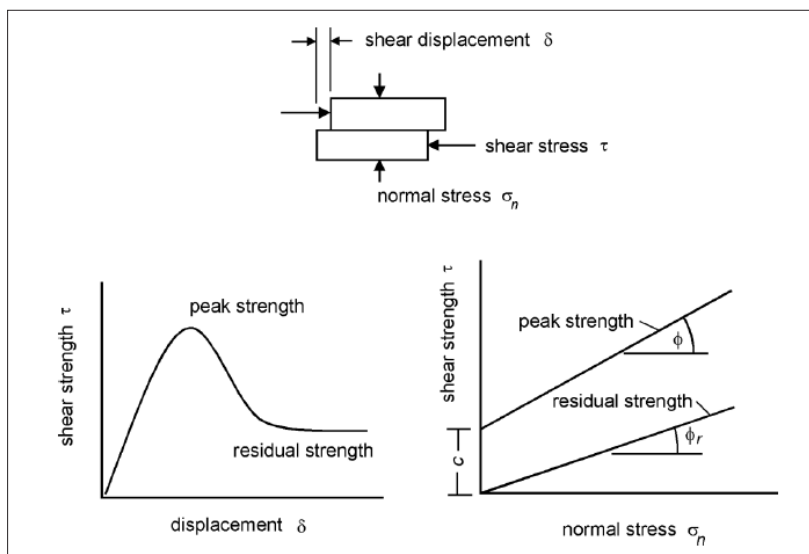 shear displacement δ
shear stress τ
normal stress σn
shear strength τ
peak strength
residual strength
displacement δ
shear strength τ
peak strength
ϕ
residual strength
ϕr
c
normal stress σn